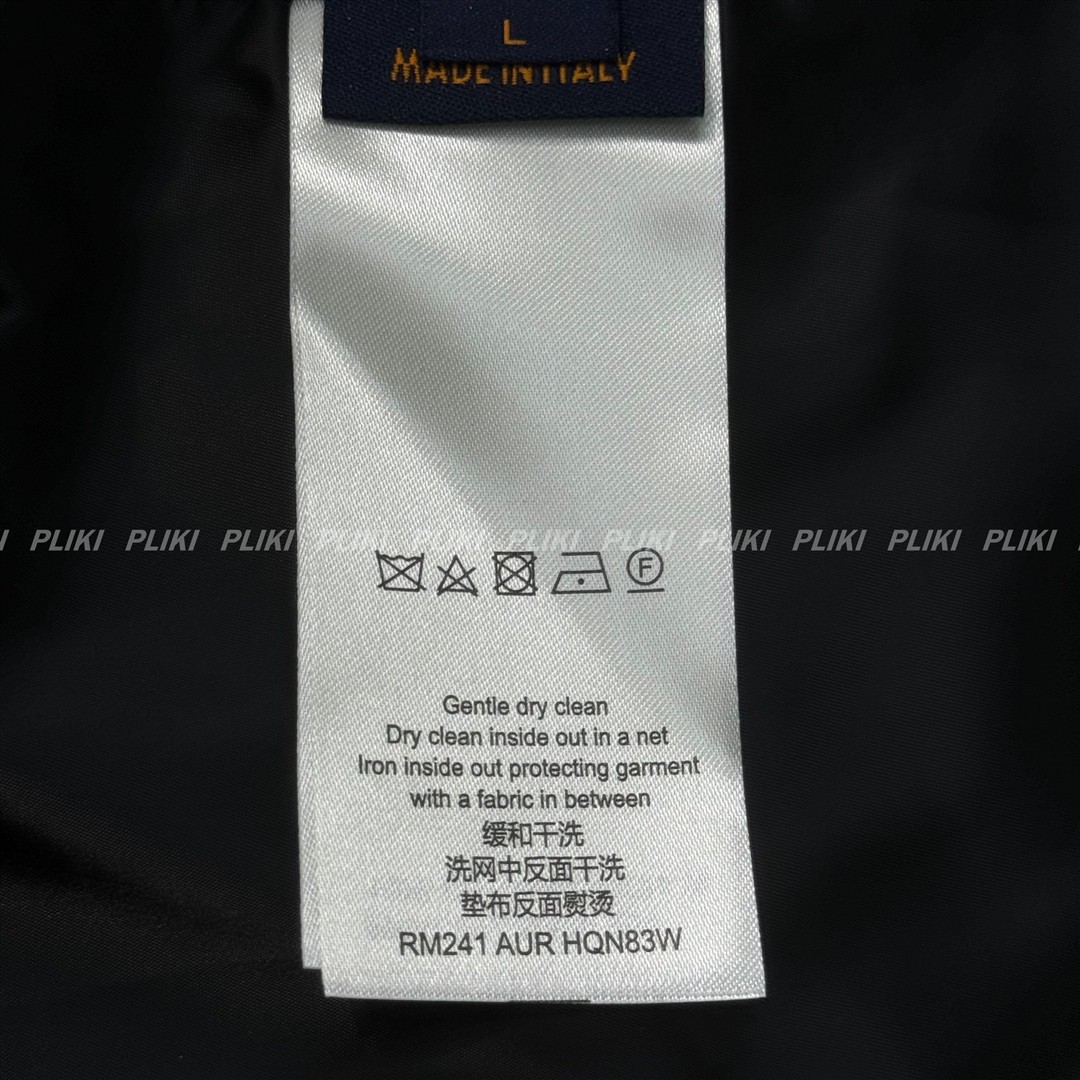 L
MADE IN ITALY
PLIKI PLIKI PLIKI PLIKI PLIKI PLIKI PLIKI PLIKI PLIKI PLIKI PLIKI
F
Gentle dry clean
Dry clean inside out in a net
Iron inside out protecting garment
with a fabric in between
缓和干洗
洗网中反面干洗
垫布反面熨烫
RM241 AUR HQN83W